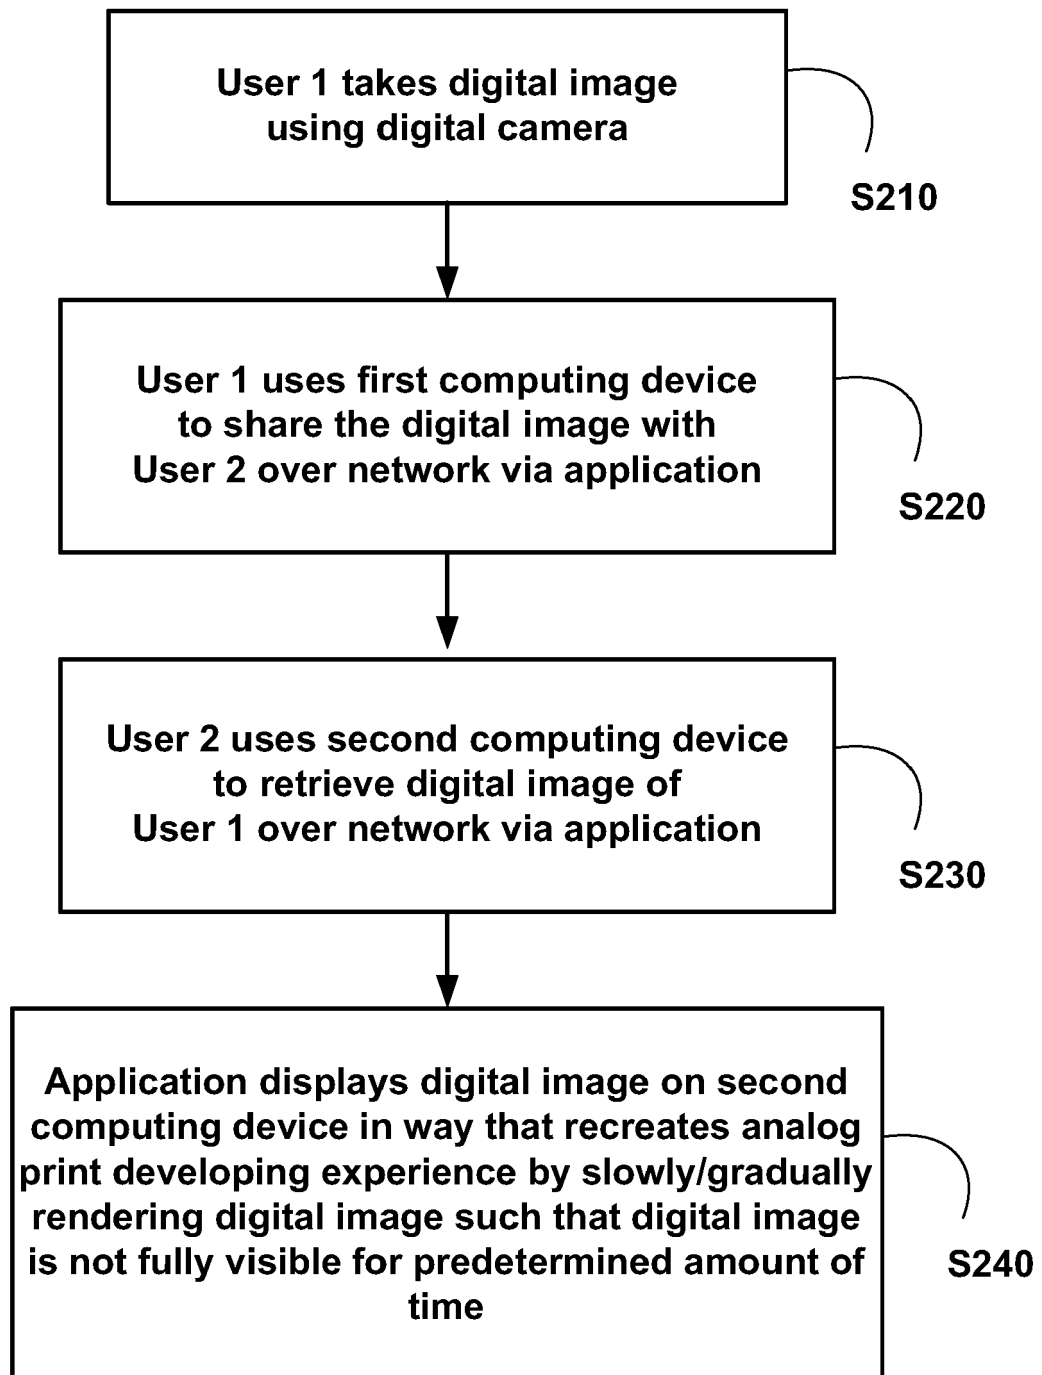 User 1 takes digital image
using digital camera
S210
User 1 uses first computing device
to share the digital image with
User 2 over network via application
S220
User 2 uses second computing device
to retrieve digital image of
User 1 over network via application
S230
Application displays digital image on second
computing device in way that recreates analog
print developing experience by slowly/gradually
rendering digital image such that digital image
is not fully visible for predetermined amount of
time
S240